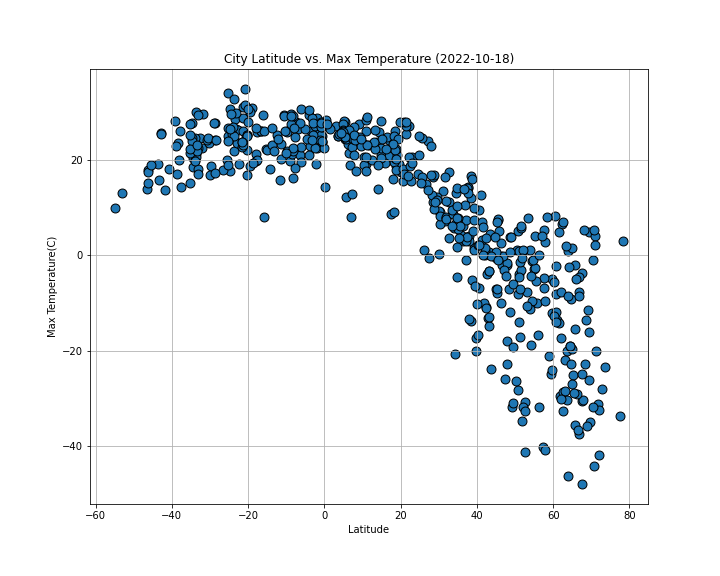 City Latitude vs. Max Temperature (2022-10-18)
Max Temperature(C)
20
0
−20
−40
−60 −40 −20 0 20 40 60 80
Latitude